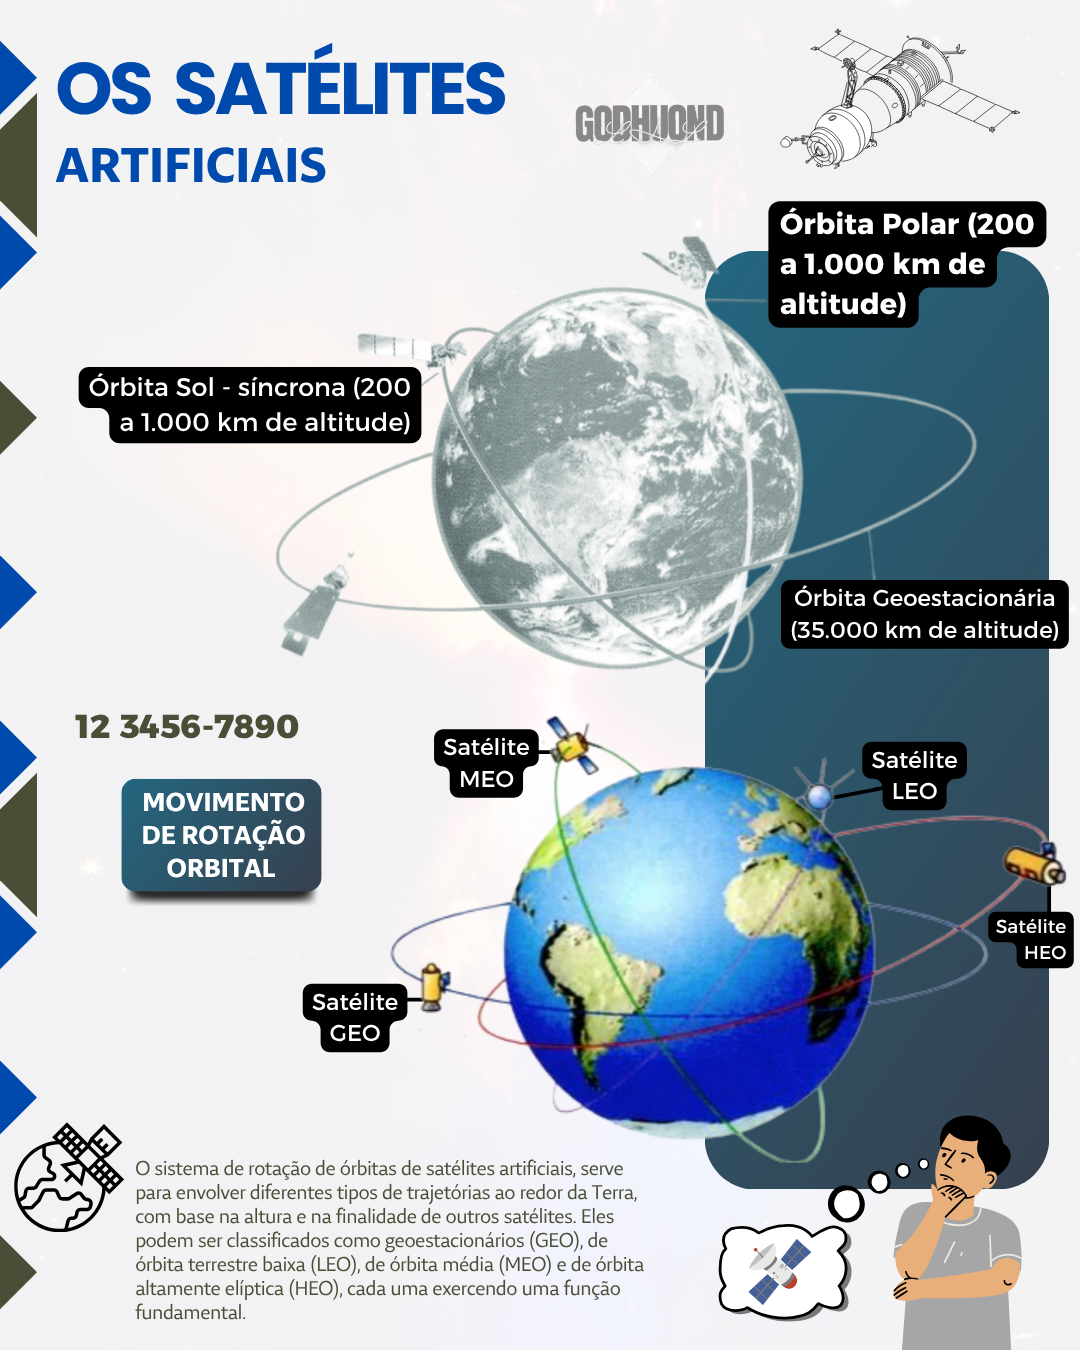 OS SATÉLITES
ARTIFICIAIS
GODHUOND
Órbita Polar (200
a 1.000 km de
altitude)
Órbita Sol - síncrona (200
a 1.000 km de altitude)
Órbita Geoestacionária
(35.000 km de altitude)
12 3456-7890
MOVIMENTO
DE ROTAÇÃO
ORBITAL
Satélite
MEO
Satélite
LEO
Satélite
HEO
Satélite
GEO
O sistema de rotação de órbitas de satélites artificiais, serve
para envolver diferentes tipos de trajetórias ao redor da Terra,
com base na altura e na finalidade de outros satélites. Eles
podem ser classificados como geoestacionários (GEO), de
órbita terrestre baixa (LEO), de órbita média (MEO) e de órbita
altamente elíptica (HEO), cada uma exercendo uma função
fundamental.